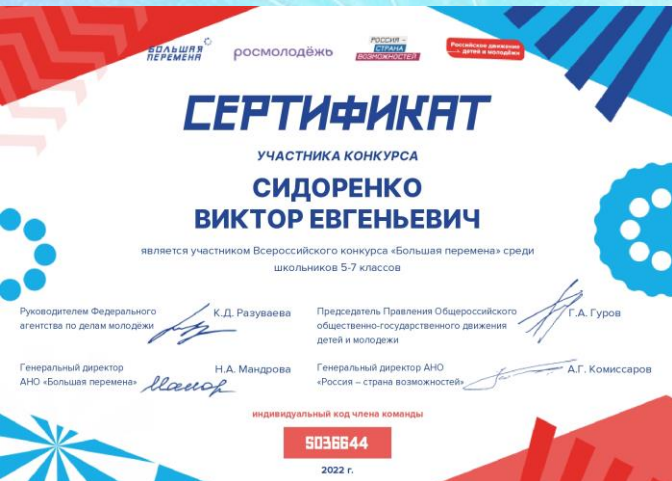 БОЛЬШАЯ
ПЕРЕМЕНА
росмолодёжь
РОССИЯ –
СТРАНА
ВОЗМОЖНОСТЕЙ
Российское движение
детей и молодёжи
СЕРТИФИКАТ
УЧАСТНИКА КОНКУРСА
СИДОРЕНКО
ВИКТОР ЕВГЕНЬЕВИЧ
является участником Всероссийского конкурса «Большая перемена» среди
школьников 5-7 классов
Руководителем Федерального
агентства по делам молодёжи
К.Д. Разуваева
Председатель Правления Общероссийского
общественно-государственного движения
детей и молодежи
Г.А. Гуров
Генеральный директор
АНО «Большая перемена»
Н.А. Мандрова
Генеральный директор АНО
«Россия – страна возможностей»
А.Г. Комиссаров
индивидуальный код члена команды
S036644
2022 г.